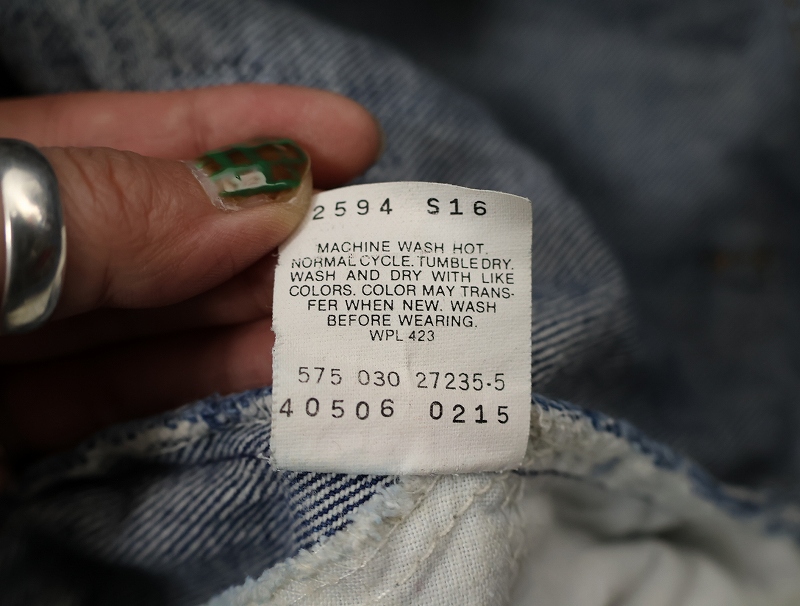 2594 S16
MACHINE WASH HOT.
NORMAL CYCLE. TUMBLE DRY.
WASH AND DRY WITH LIKE
COLORS. COLOR MAY TRANS-
FER WHEN NEW. WASH
BEFORE WEARING.
WPL 423
575 030 27235-5
40506 0215